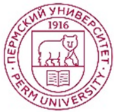 ПЕРМСКИЙ УНИВЕРСИТЕТ
1916
PERM UNIVERSITY